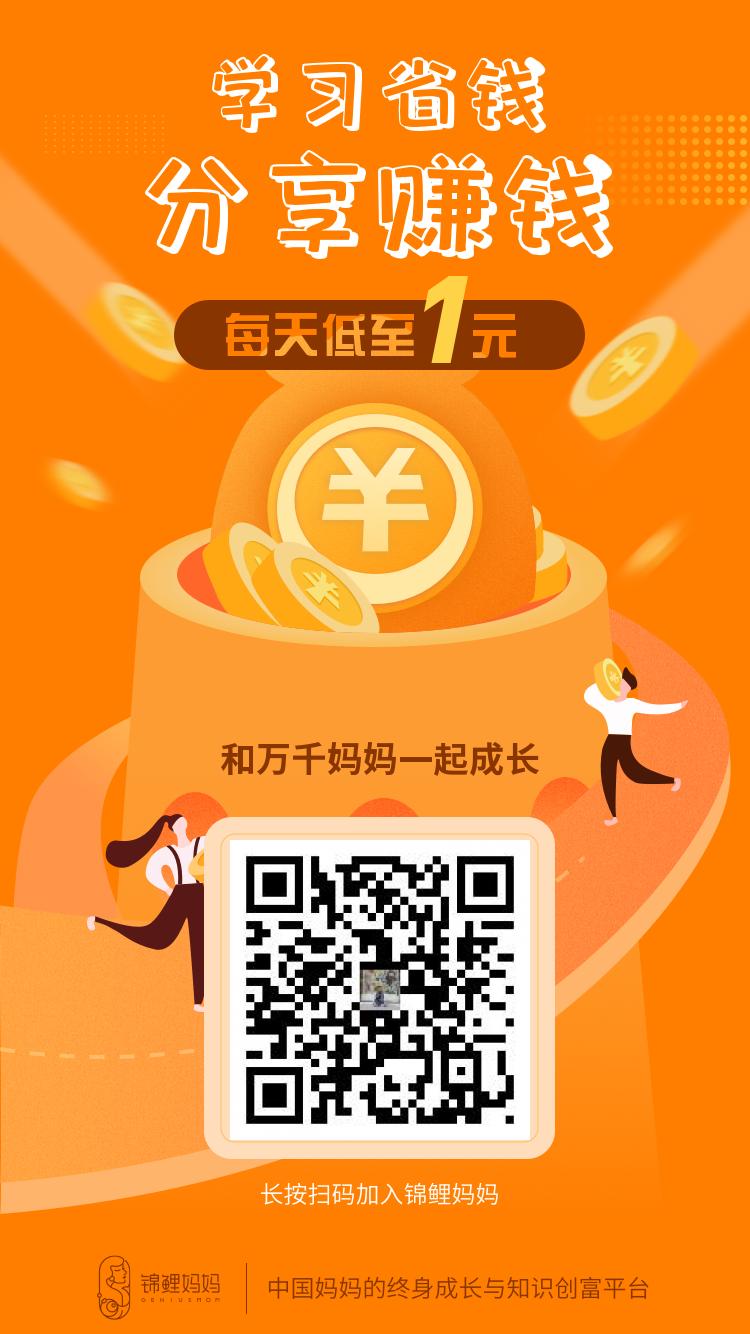 学习省钱
分享赚钱
每天低至1元
和万千妈妈一起成长
长按扫码加入锦鲤妈妈
锦鲤妈妈
GENIUSMOM
中国妈妈的终身成长与知识创富平台